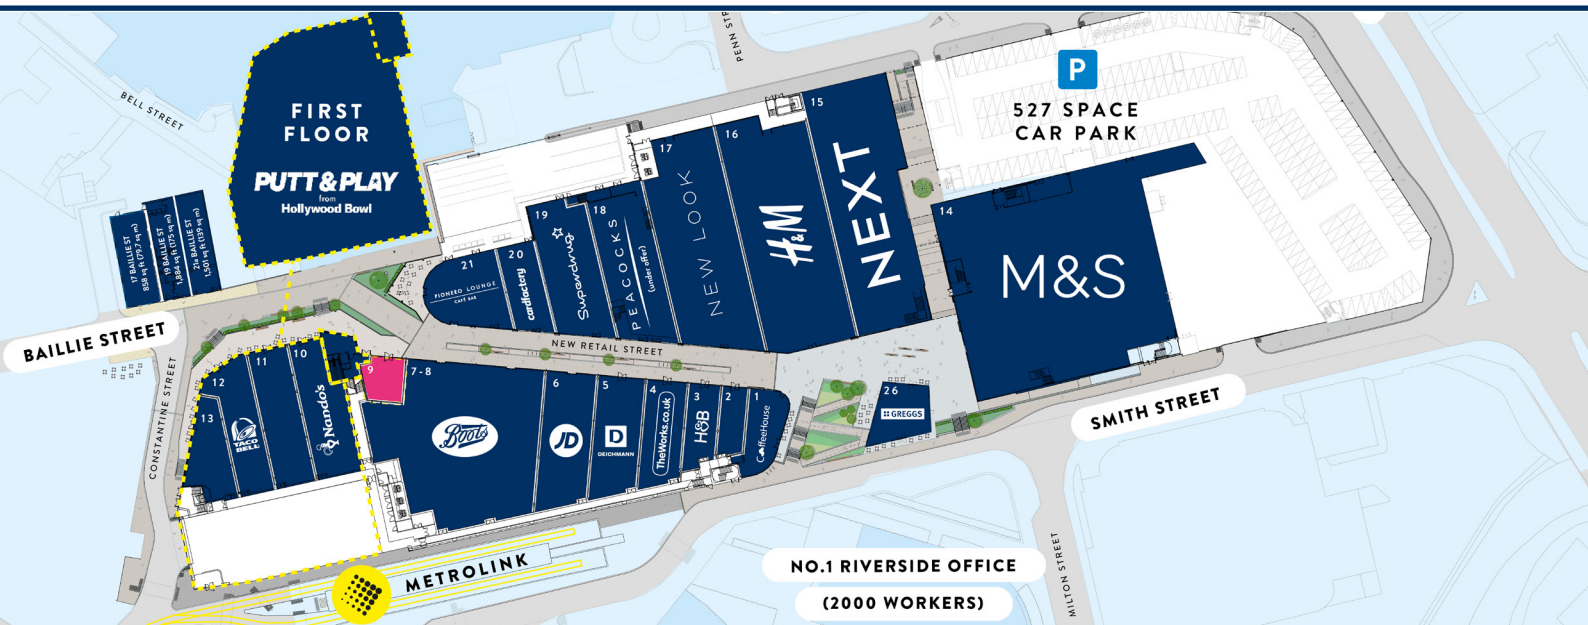 PENN STR
BELL STREET
FIRST
FLOOR
PUTT&PLAY
from
Hollywood Bowl
P
527 SPACE
CAR PARK
17 BAILLIE ST
858 sq ft (79.7 sq m)
19 BAILLIE ST
1,884 sq ft (175 sq m)
21a BAILLIE ST
1,501 sq ft (139 sq m)
21
PIONERO LOUNGE
CAFÉ BAR
20
cardfactory
19
Superdrug
18
PEACOCKS
(under offer)
17
NEW LOOK
16
H&M
15
NEXT
14
M&S
BAILLIE STREET
NEW RETAIL STREET
CONSTANTINE STREET
13
12
TACO
BELL
11
10
Nando's
9
7-8
Boots
6
JD
5
D
DEICHMANN
4
TheWorks.co.uk
3
H&B
2
1
CoffeeHouse
26
GREGGS
SMITH STREET
METROLINK
NO.1 RIVERSIDE OFFICE
(2000 WORKERS)
MILTON STREET